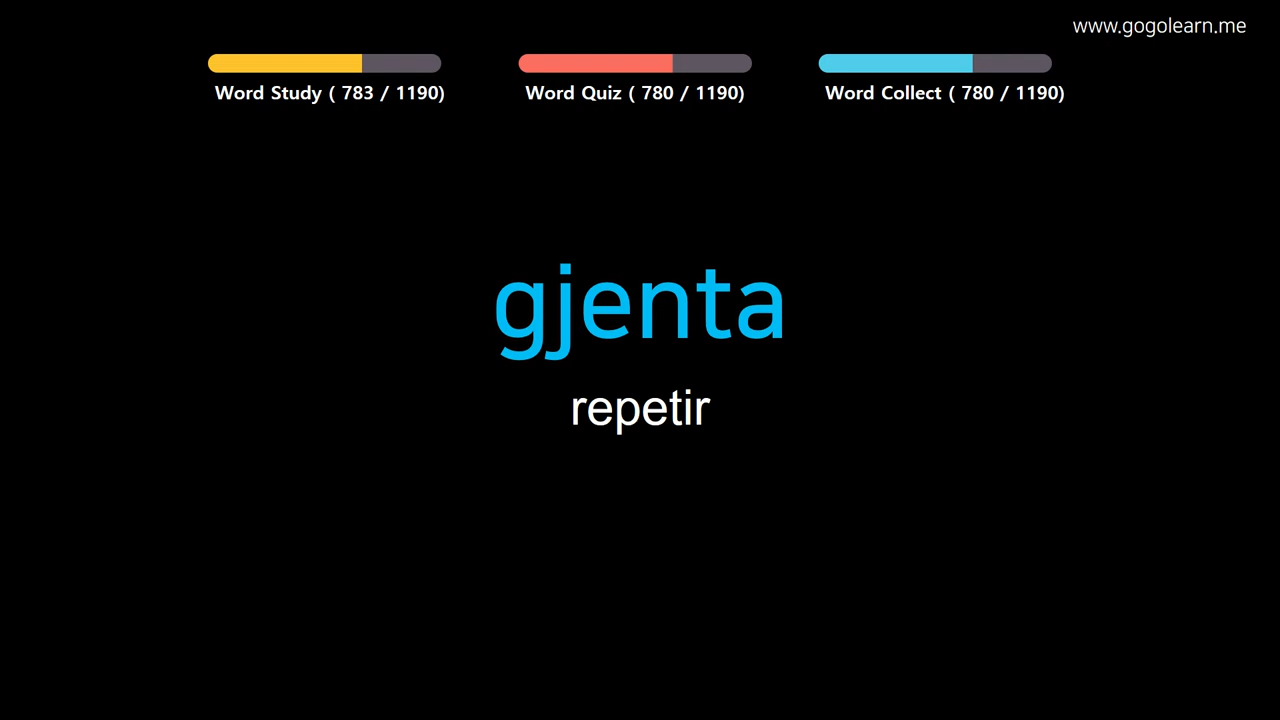 www.gogolearn.me
Word Study ( 783 / 1190)
Word Quiz ( 780 / 1190)
Word Collect ( 780 / 1190)
gjenta
repetir